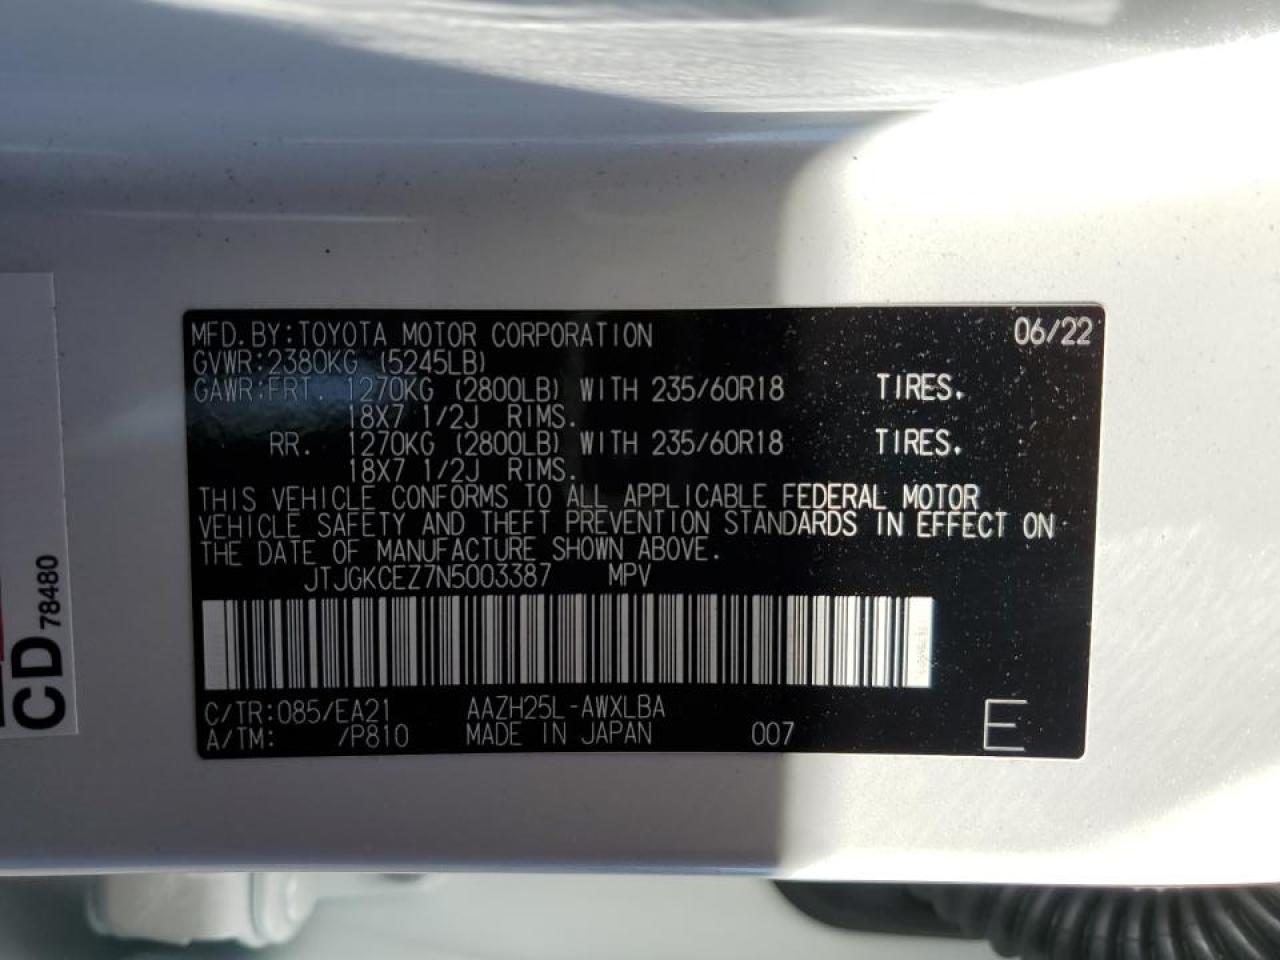 MFD.BY:TOYOTA MOTOR CORPORATION 06/22
GVWR:2380KG (5245LB)
GAWR:FRT. 1270KG (2800LB) WITH 235/60R18 TIRES.
18X7 1/2J RIMS.
RR. 1270KG (2800LB) WITH 235/60R18 TIRES.
18X7 1/2J RIMS.
THIS VEHICLE CONFORMS TO ALL APPLICABLE FEDERAL MOTOR
VEHICLE SAFETY AND THEFT PREVENTION STANDARDS IN EFFECT ON
THE DATE OF MANUFACTURE SHOWN ABOVE.
JTJGKCEZ7N5003387 MPV
C/TR:085/EA21 AAZH25L-AWXLBA
A/TM: /P810 MADE IN JAPAN 007 E
CD 78480